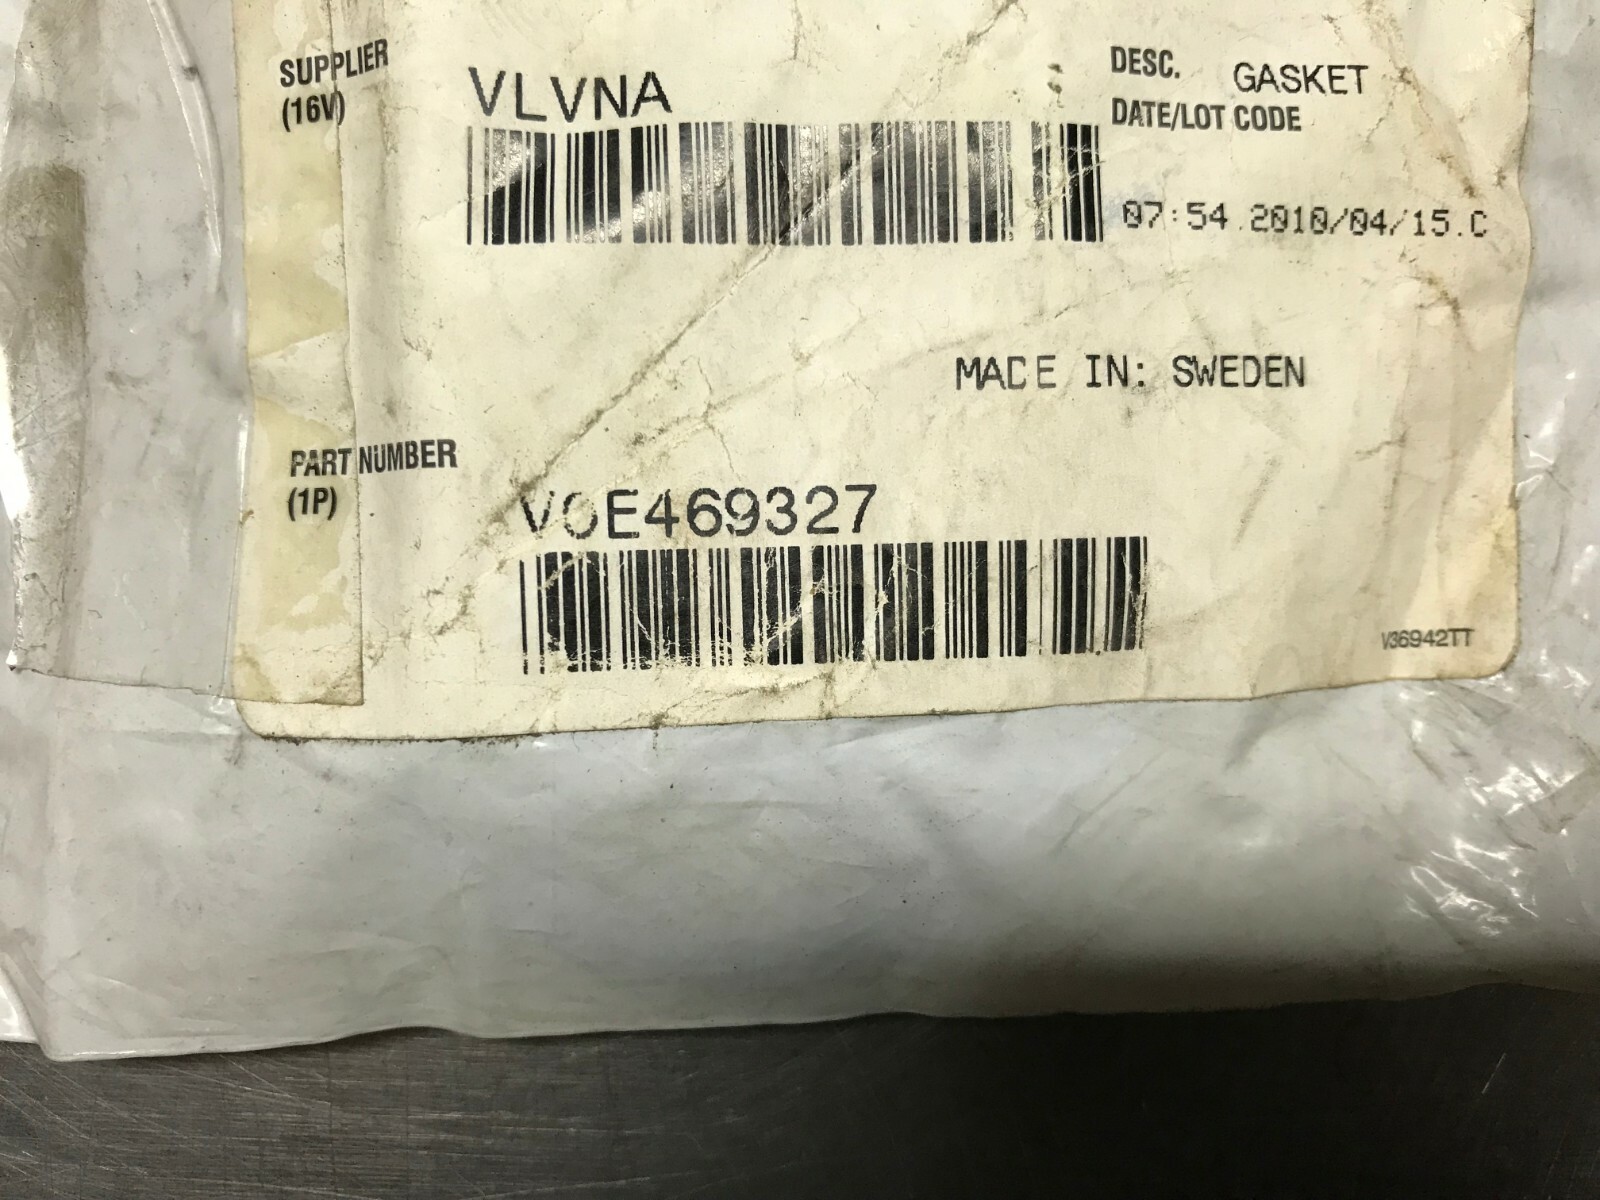 SUPPLIER
(16V)
VLVNA
DESC. GASKET
DATE/LOT CODE
07:54.2010/04/15.C
MADE IN: SWEDEN
PART NUMBER
(1P)
VOE469327
V36942TT